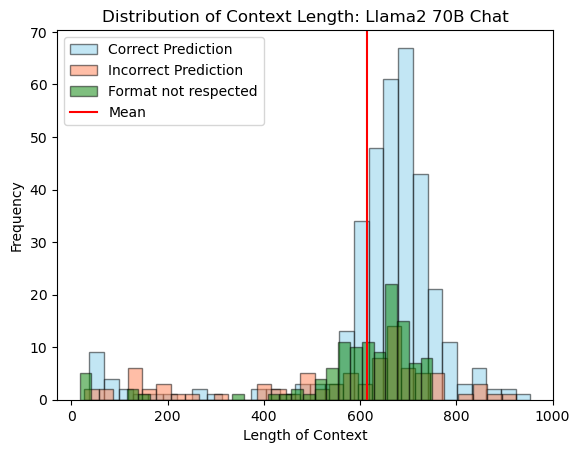 Distribution of Context Length: Llama2 70B Chat
Correct Prediction
Incorrect Prediction
Format not respected
Mean
Frequency
70
60
50
40
30
20
10
0
0 200 400 600 800 1000
Length of Context